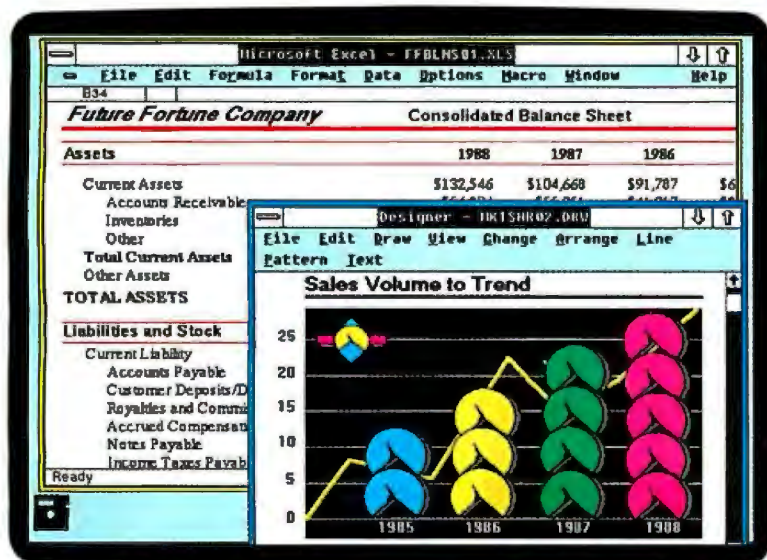 Microsoft Excel - FFBLNS01.XLS
File Edit Formula Format Data Options Macro Window Help
B34
Future Fortune Company Consolidated Balance Sheet
Assets 1988 1987 1986
Current Assets $132,546 $104,668 $91,787 $6
Accounts Receivable
Inventories
Other
Total Current Assets
Other Assets
TOTAL ASSETS
Liabilities and Stock
Current Liability
Accounts Payable
Customer Deposits/D
Royalties and Commi
Accrued Compensati
Notes Payable
Income Taxes Payab
Ready
Designer - MKTSHR02.DRW
File Edit Draw View Change Arrange Line
Pattern Text
Sales Volume to Trend
25
20
15
10
5
0
1985 1986 1987 1988